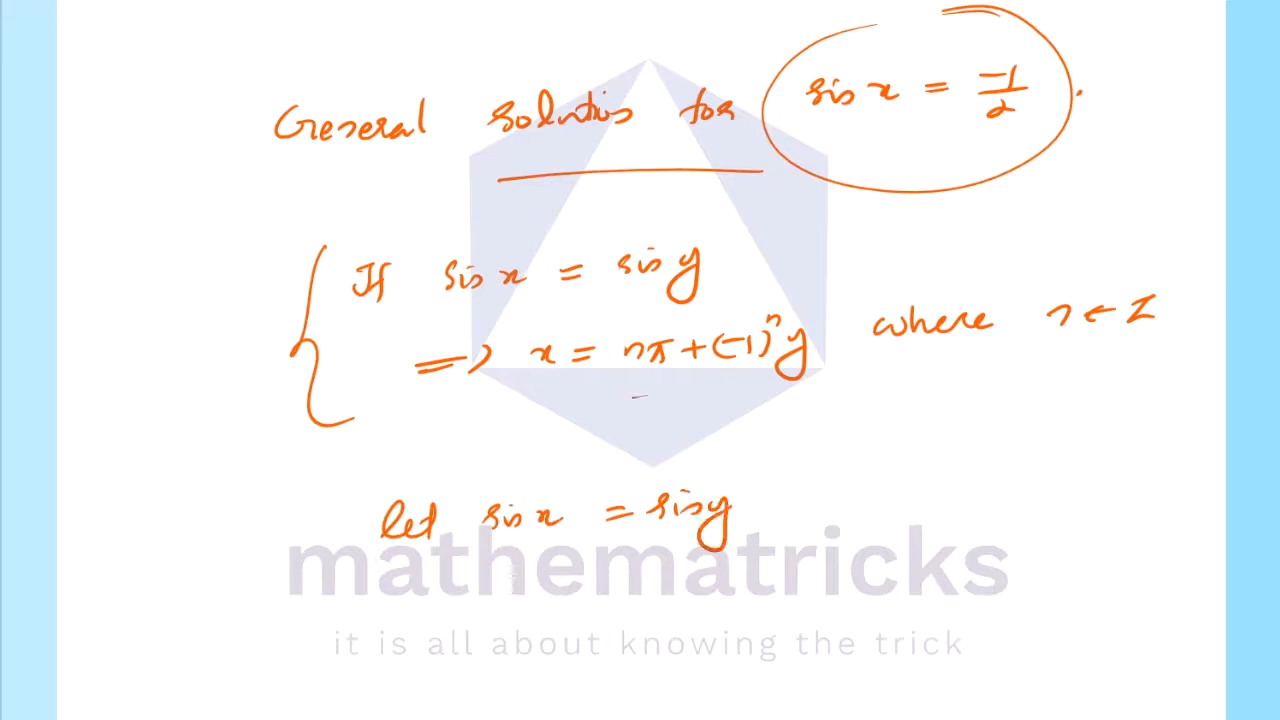 General solution for sin x = -1/2.
If sin x = sin y
⟹ x = nπ + (-1)ⁿy where n ∈ Z
let sin x = sin y
mathematricks
it is all about knowing the trick